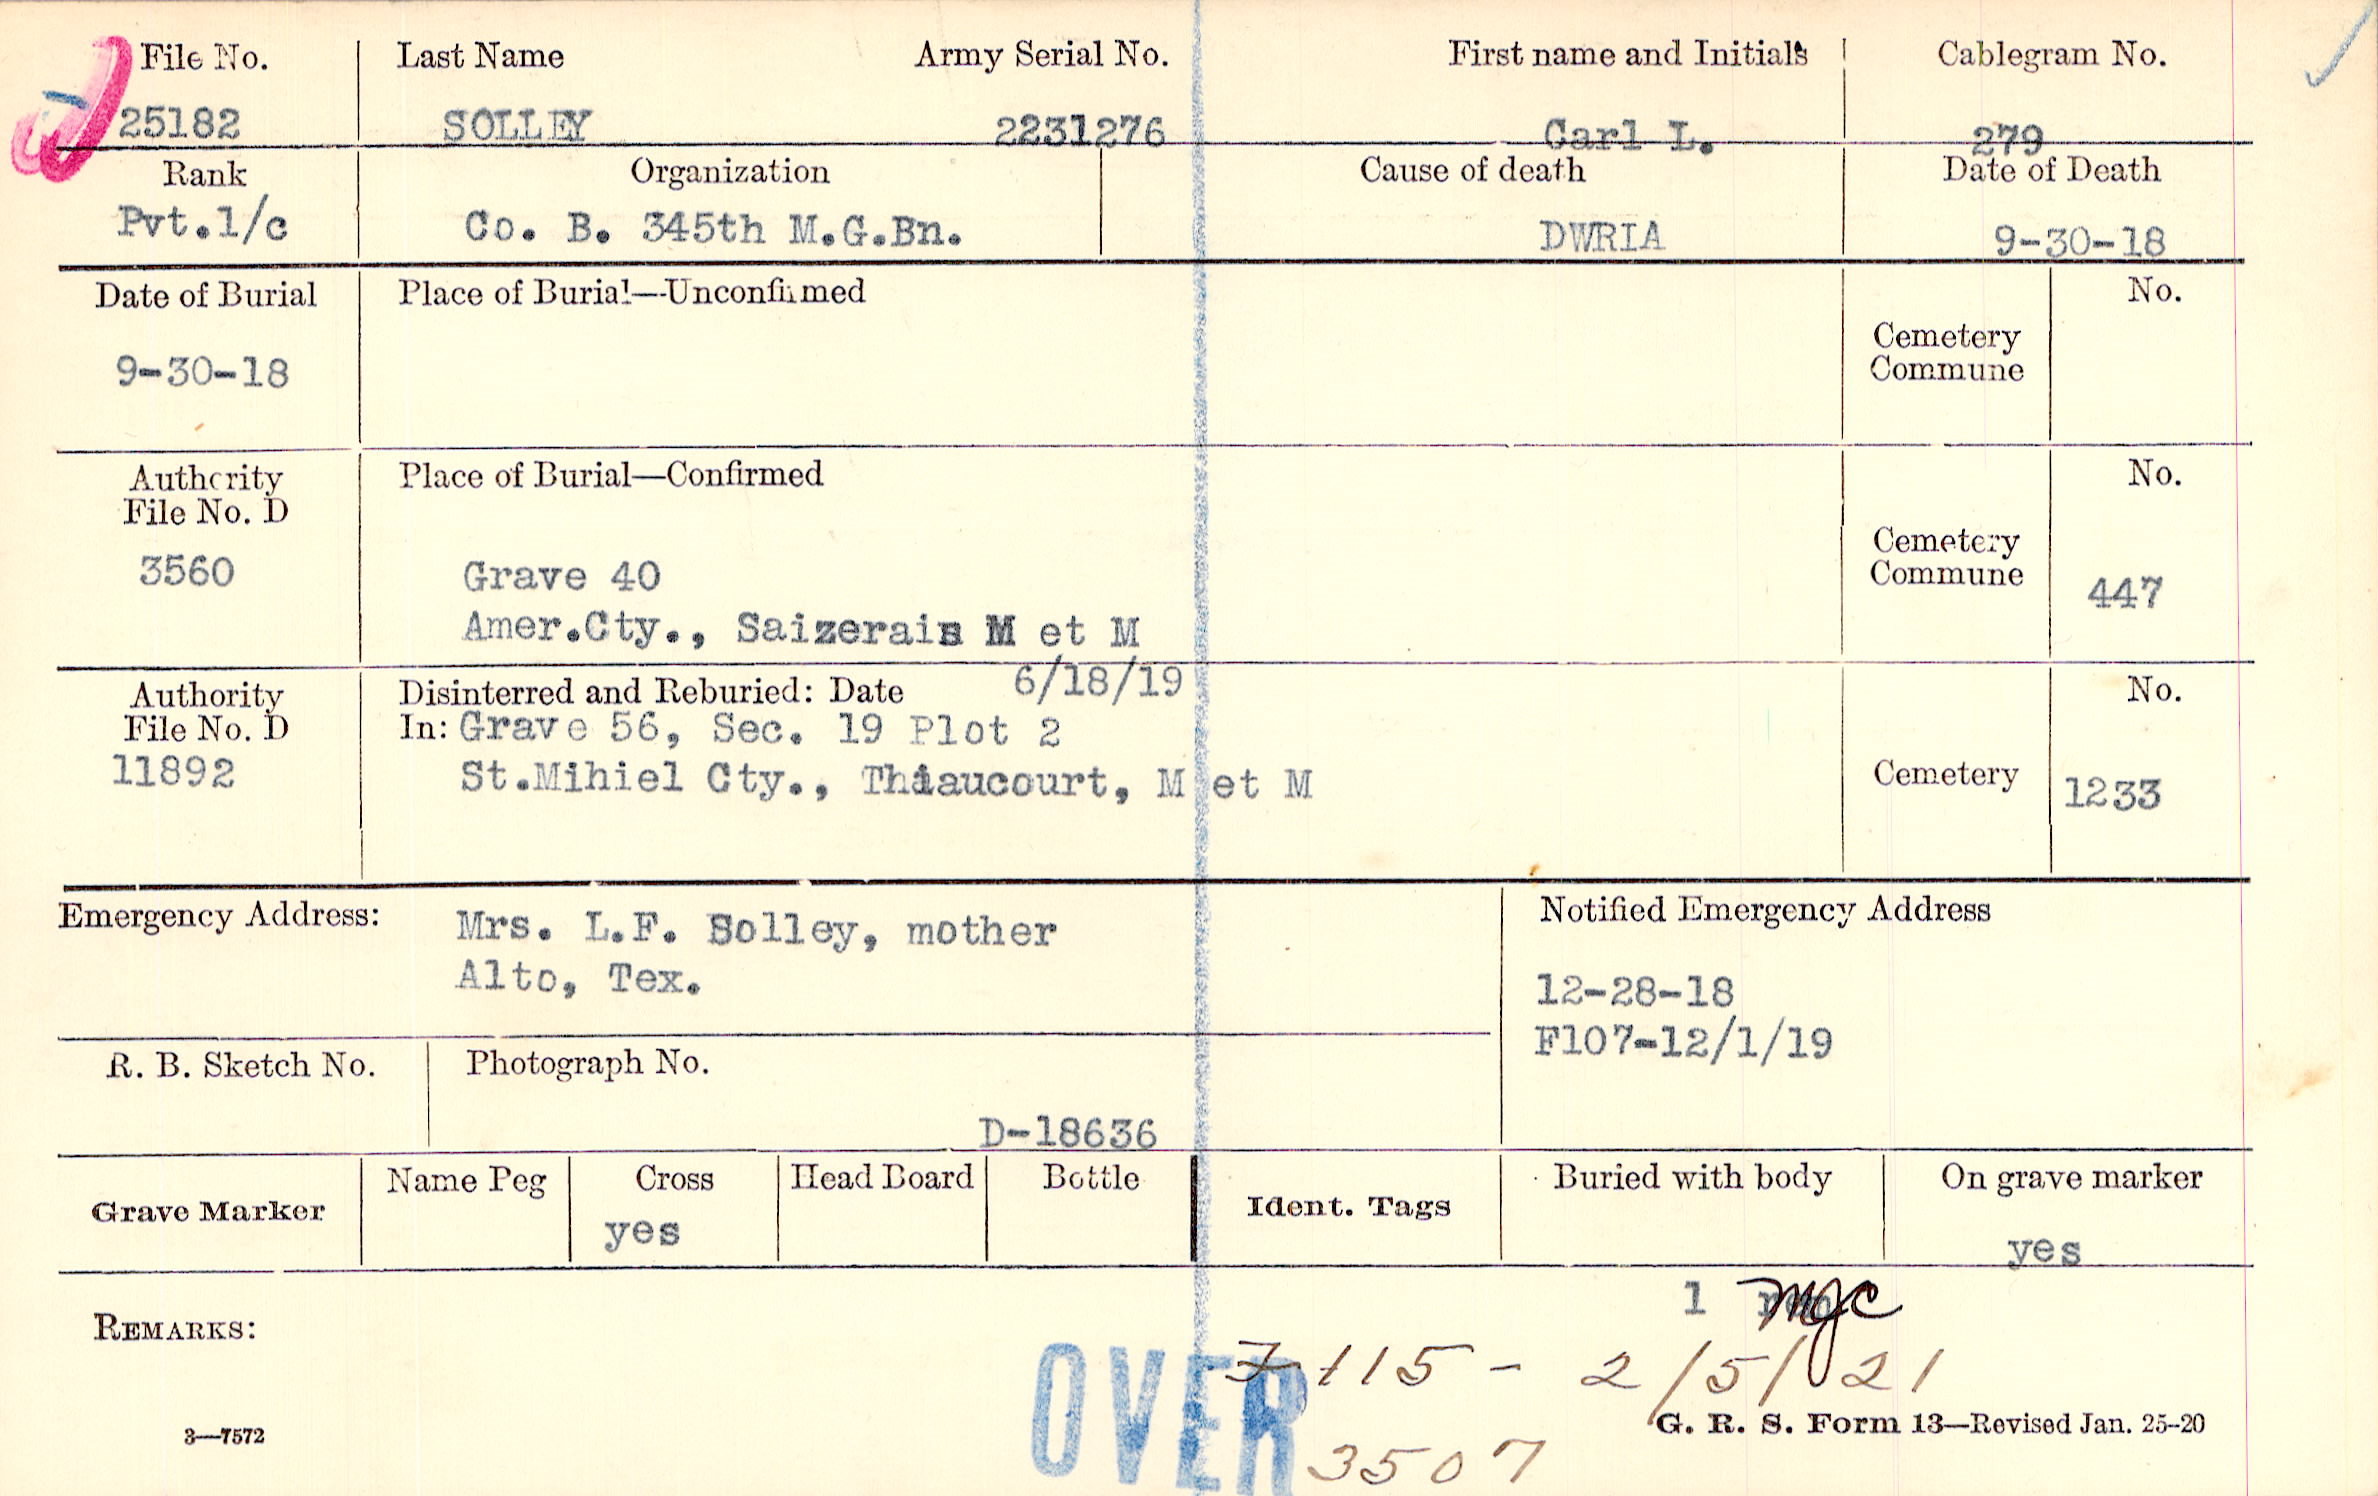 File No. Last Name Army Serial No. First name and Initials Cablegram No.
25182 SOLLEY 2231276 Carl L. 279
Rank Organization Cause of death Date of Death
Pvt.1/c Co. B. 345th M.G.Bn. DWRIA 9-30-18
Date of Burial Place of Burial—Unconfirmed No.
Cemetery
Commune
9-30-18
Authority Place of Burial—Confirmed No.
File No. D
Cemetery
Commune
3560 Grave 40 447
Amer.Cty., Saizerais M et M
Authority Disinterred and Reburied: Date 6/18/19 No.
File No. D In: Grave 56, Sec. 19 Plot 2
11892 St.Mihiel Cty., Thiaucourt, M et M Cemetery 1233
Emergency Address: Mrs. L.F. Solley, mother Notified Emergency Address
Alto, Tex. 12-28-18
F107-12/1/19
R. B. Sketch No. Photograph No.
D-18636
Grave Marker Name Peg Cross Head Board Bottle Ident. Tags Buried with body On grave marker
yes yes
1 mjc
REMARKS:
OVER 7115 - 2/5/21
3—7572 G. R. S. Form 13—Revised Jan. 25-20
3507